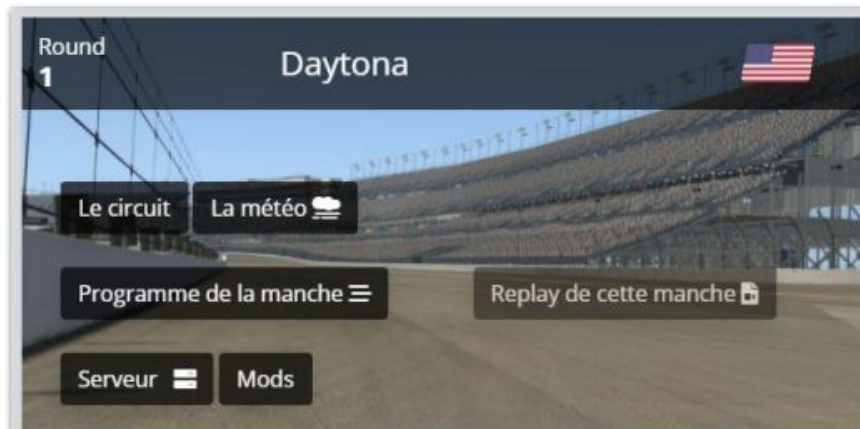 Round
1
Daytona
Le circuit
La météo
Programme de la manche
Replay de cette manche
Serveur
Mods